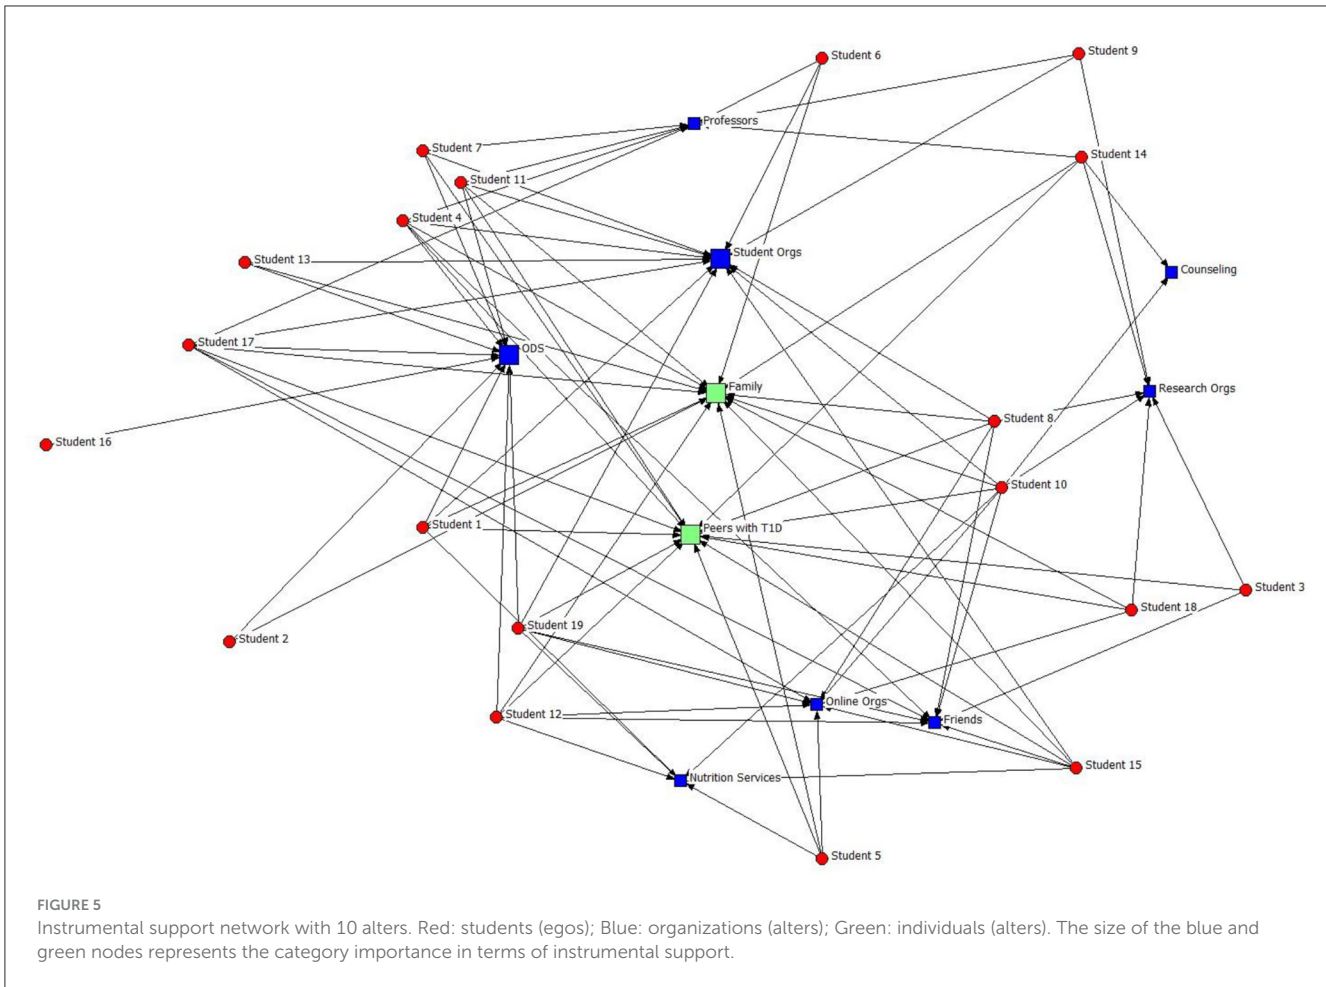 Student 6
Student 9
Professors
Student 7
Student 14
Student 11
Student 4
Student Orgs
Student 13
Counseling
Student 17
ODS
Family
Research Orgs
Student 8
Student 16
Student 10
Student 1
Peers with T1D
Student 3
Student 18
Student 19
Student 2
Online Orgs
Student 12
Friends
Student 15
Nutrition Services
Student 5
FIGURE 5
Instrumental support network with 10 alters. Red: students (egos); Blue: organizations (alters); Green: individuals (alters). The size of the blue and
green nodes represents the category importance in terms of instrumental support.